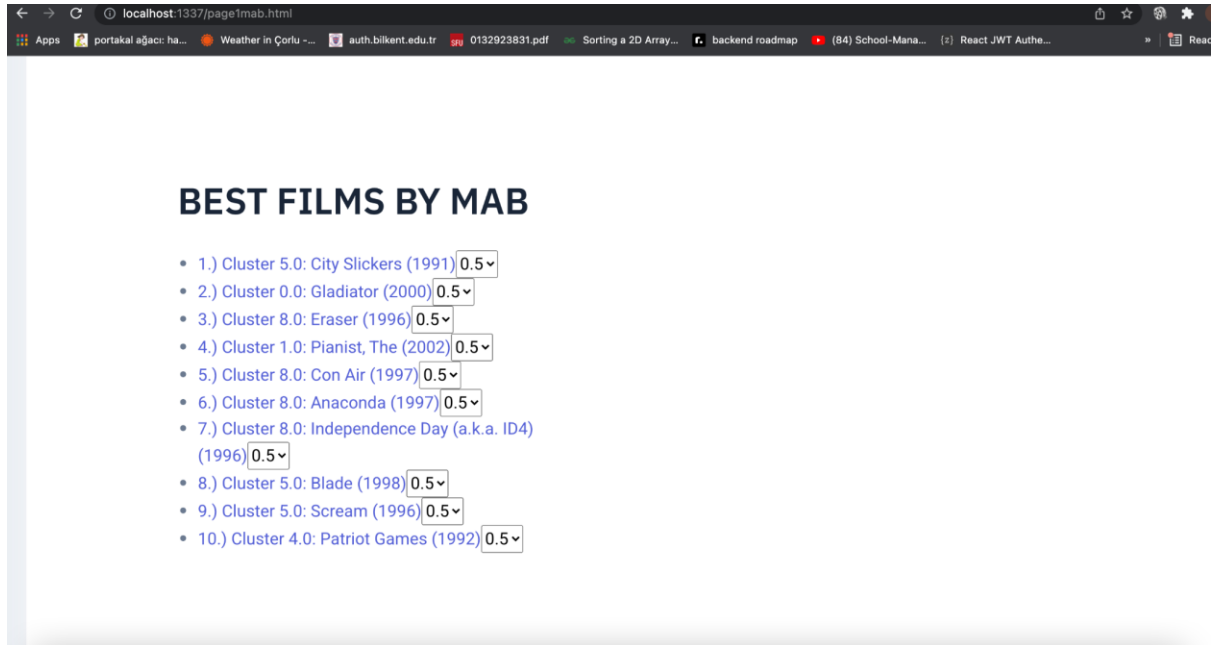 localhost:1337/page1mab.html
Apps portakal ağacı: ha... Weather in Çorlu -... auth.bilkent.edu.tr SFU 0132923831.pdf Sorting a 2D Array... r. backend roadmap (84) School-Mana... {z} React JWT Authe... » Reac
BEST FILMS BY MAB
1.) Cluster 5.0: City Slickers (1991) 0.5
2.) Cluster 0.0: Gladiator (2000) 0.5
3.) Cluster 8.0: Eraser (1996) 0.5
4.) Cluster 1.0: Pianist, The (2002) 0.5
5.) Cluster 8.0: Con Air (1997) 0.5
6.) Cluster 8.0: Anaconda (1997) 0.5
7.) Cluster 8.0: Independence Day (a.k.a. ID4)
(1996) 0.5
8.) Cluster 5.0: Blade (1998) 0.5
9.) Cluster 5.0: Scream (1996) 0.5
10.) Cluster 4.0: Patriot Games (1992) 0.5